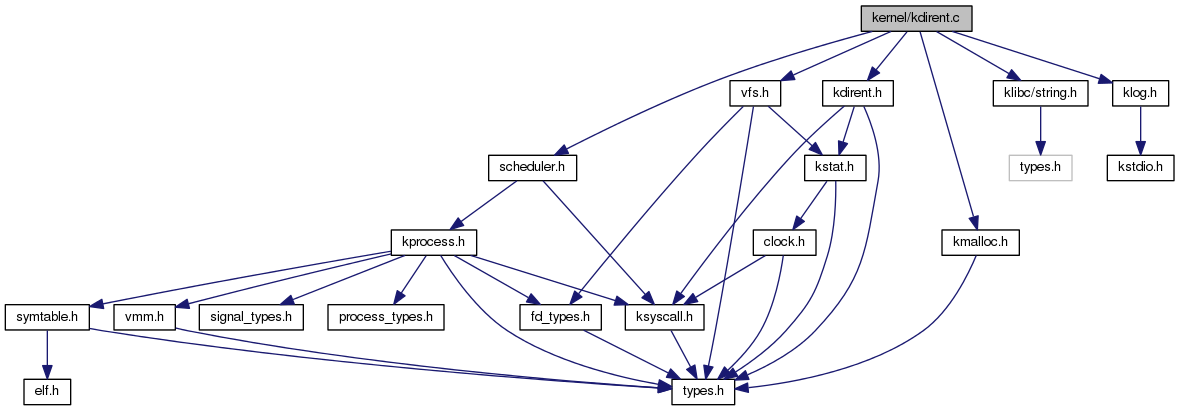 kernel/kdirent.c
vfs.h
kdirent.h
klibc/string.h
klog.h
scheduler.h
kstat.h
types.h
kstdio.h
kprocess.h
clock.h
kmalloc.h
symtable.h
vmm.h
signal_types.h
process_types.h
fd_types.h
ksyscall.h
elf.h
types.h